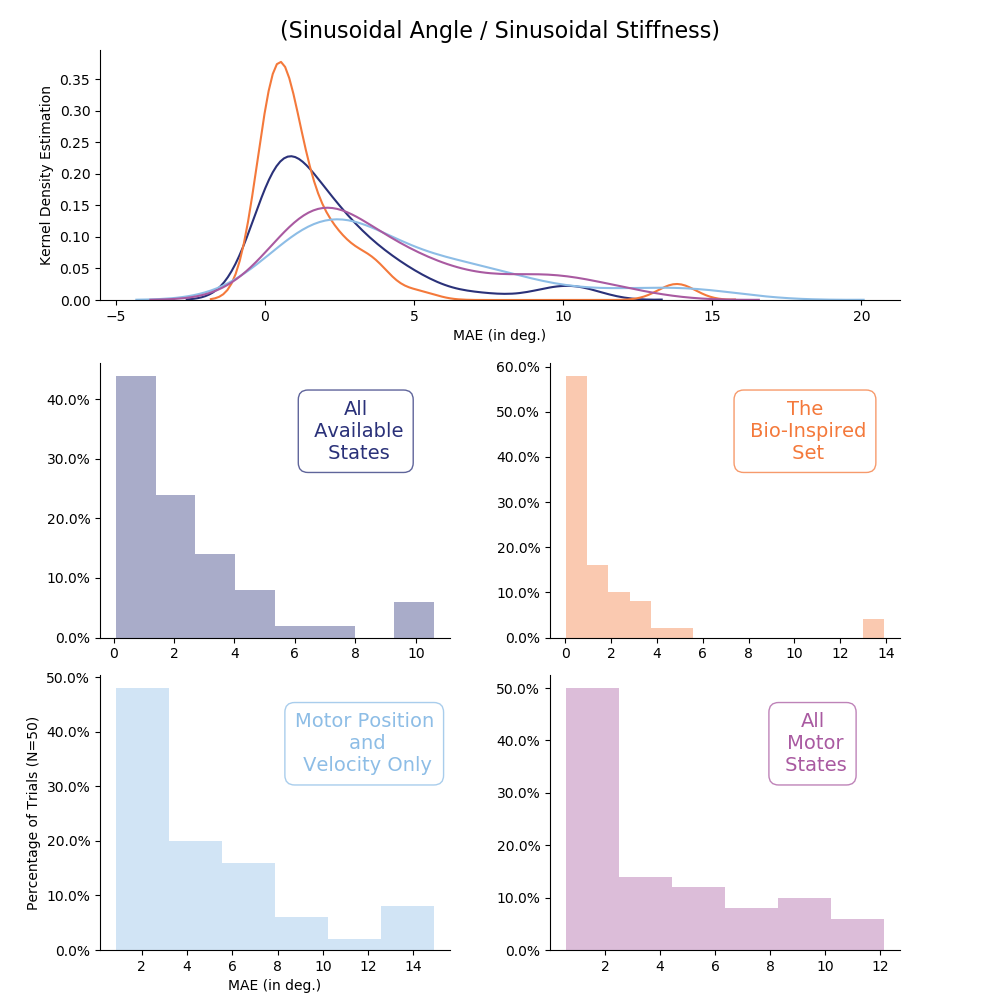 (Sinusoidal Angle / Sinusoidal Stiffness)
Kernel Density Estimation
0.35
0.30
0.25
0.20
0.15
0.10
0.05
0.00
−5 0 5 10 15 20
MAE (in deg.)
40.0%
30.0%
20.0%
10.0%
0.0%
0 2 4 6 8 10
All
Available
States
60.0%
50.0%
40.0%
30.0%
20.0%
10.0%
0.0%
0 2 4 6 8 10 12 14
The
Bio-Inspired
Set
Percentage of Trials (N=50)
50.0%
40.0%
30.0%
20.0%
10.0%
0.0%
2 4 6 8 10 12 14
MAE (in deg.)
Motor Position
and
Velocity Only
50.0%
40.0%
30.0%
20.0%
10.0%
0.0%
2 4 6 8 10 12
All
Motor
States